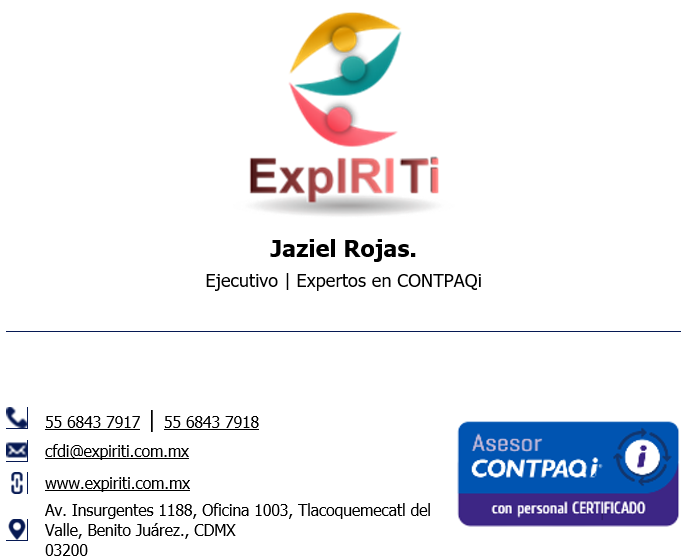 ExpIRITi
Jaziel Rojas.
Ejecutivo | Expertos en CONTPAQi
55 6843 7917 | 55 6843 7918
cfdi@expiriti.com.mx
www.expiriti.com.mx
Av. Insurgentes 1188, Oficina 1003, Tlacoquemecatl del
Valle, Benito Juárez., CDMX
03200
Asesor
CONTPAQi
i
con personal CERTIFICADO